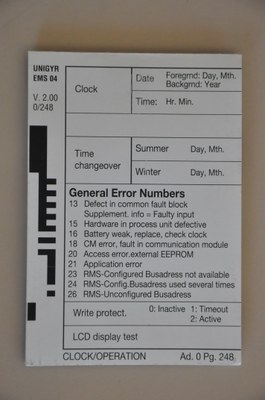 UNIGYR
EMS 04
V. 2.00
0/248
Clock
Date
Foregrnd: Day, Mth.
Backgrnd: Year
Time: Hr. Min.
Time
changeover
Summer Day, Mth.
Winter Day, Mth.
General Error Numbers
13 Defect in common fault block
Supplement. info = Faulty input
15 Hardware in process unit defective
16 Battery weak, replace, check clock
18 CM error, fault in communication module
20 Access error.external EEPROM
21 Application error
23 RMS-Configured Busadress not available
24 RMS-Config.Busadress used several times
26 RMS-Unconfigured Busadress
Write protect. 0: Inactive 1: Timeout
2: Active
LCD display test
CLOCK/OPERATION Ad. 0 Pg. 248